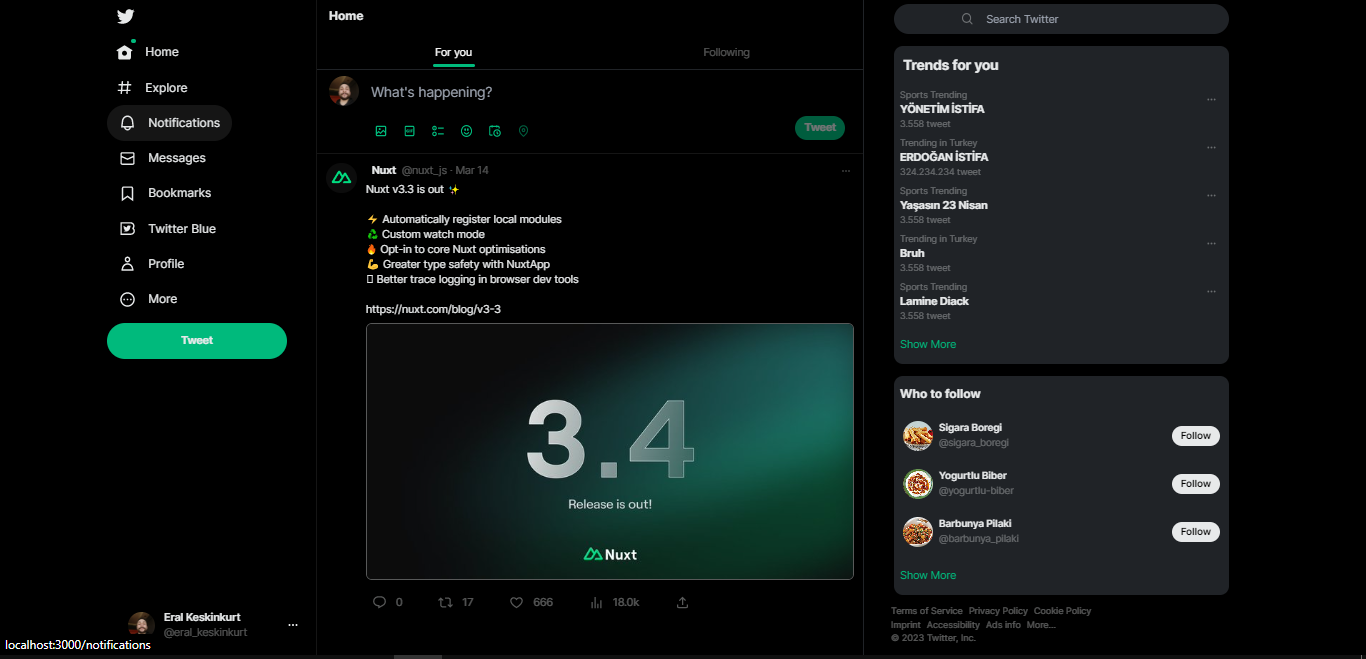 Home
Explore
Notifications
Messages
Bookmarks
Twitter Blue
Profile
More
Tweet
Eral Keskinkurt
@eral_keskinkurt
localhost:3000/notifications
Home
For you
Following
What's happening?
Tweet
Nuxt @nuxt_js · Mar 14
Nuxt v3.3 is out ✨
⚡ Automatically register local modules
♻️ Custom watch mode
🔥 Opt-in to core Nuxt optimisations
💪 Greater type safety with NuxtApp
Better trace logging in browser dev tools
https://nuxt.com/blog/v3-3
3.4
Release is out!
Nuxt
0 17 666 18.0k
Search Twitter
Trends for you
Sports Trending
YÖNETİM İSTİFA
3.558 tweet
Trending in Turkey
ERDOĞAN İSTİFA
324.234.234 tweet
Sports Trending
Yaşasın 23 Nisan
3.558 tweet
Trending in Turkey
Bruh
3.558 tweet
Sports Trending
Lamine Diack
3.558 tweet
Show More
Who to follow
Sigara Boregi
@sigara_boregi
Follow
Yogurtlu Biber
@yogurtlu-biber
Follow
Barbunya Pilaki
@barbunya_pilaki
Follow
Show More
Terms of Service Privacy Policy Cookie Policy
Imprint Accessibility Ads info More...
© 2023 Twitter, Inc.